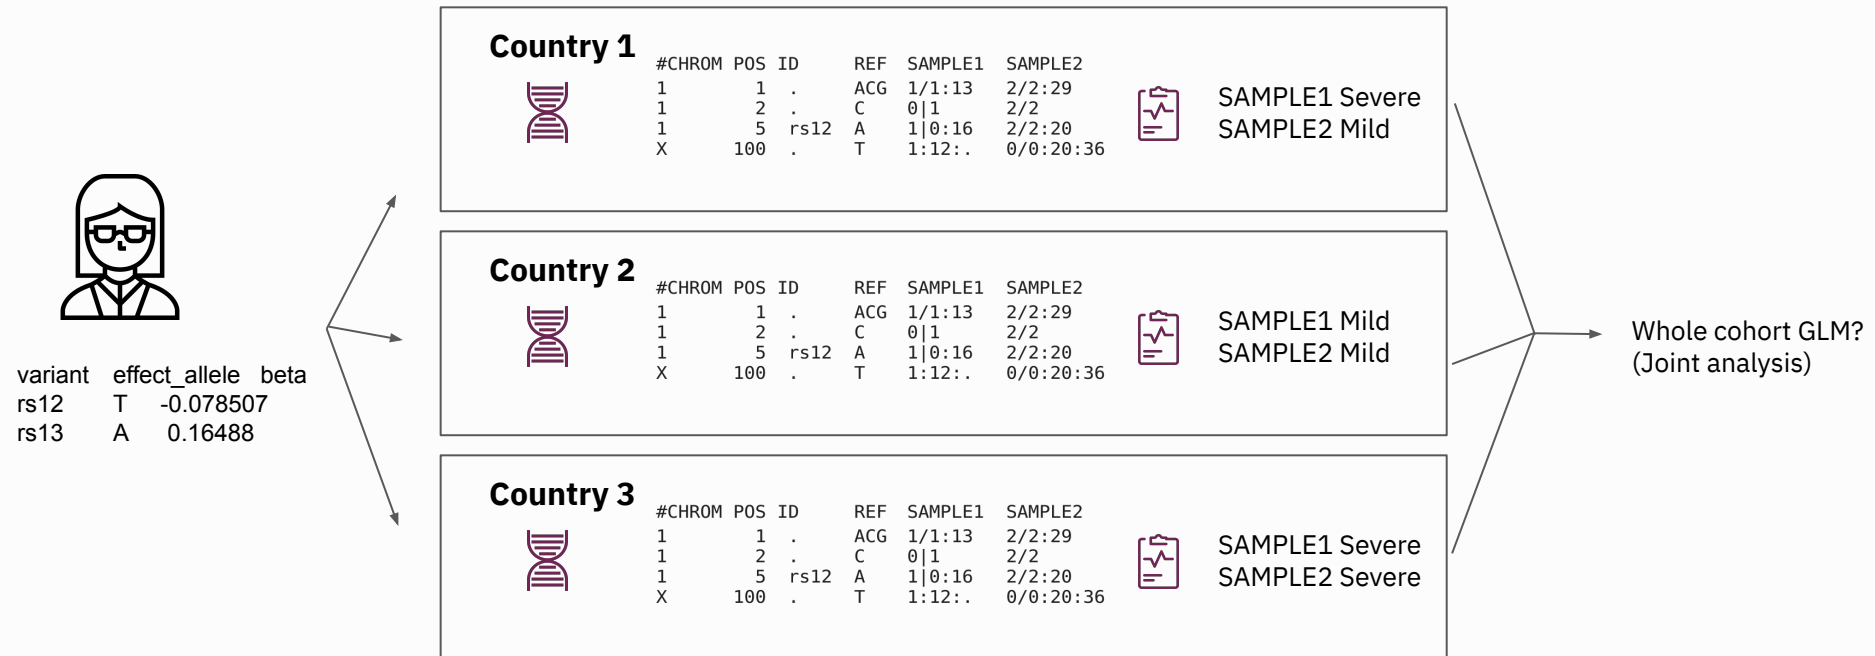 Country 1
#CHROM POS ID REF SAMPLE1 SAMPLE2
1 1 . ACG 1/1:13 2/2:29
1 2 . C 0|1 2/2
1 5 rs12 A 1|0:16 2/2:20
X 100 . T 1:12:. 0/0:20:36
SAMPLE1 Severe
SAMPLE2 Mild
variant effect_allele beta
rs12 T -0.078507
rs13 A 0.16488
Country 2
#CHROM POS ID REF SAMPLE1 SAMPLE2
1 1 . ACG 1/1:13 2/2:29
1 2 . C 0|1 2/2
1 5 rs12 A 1|0:16 2/2:20
X 100 . T 1:12:. 0/0:20:36
SAMPLE1 Mild
SAMPLE2 Mild
Country 3
#CHROM POS ID REF SAMPLE1 SAMPLE2
1 1 . ACG 1/1:13 2/2:29
1 2 . C 0|1 2/2
1 5 rs12 A 1|0:16 2/2:20
X 100 . T 1:12:. 0/0:20:36
SAMPLE1 Severe
SAMPLE2 Severe
Whole cohort GLM?
(Joint analysis)